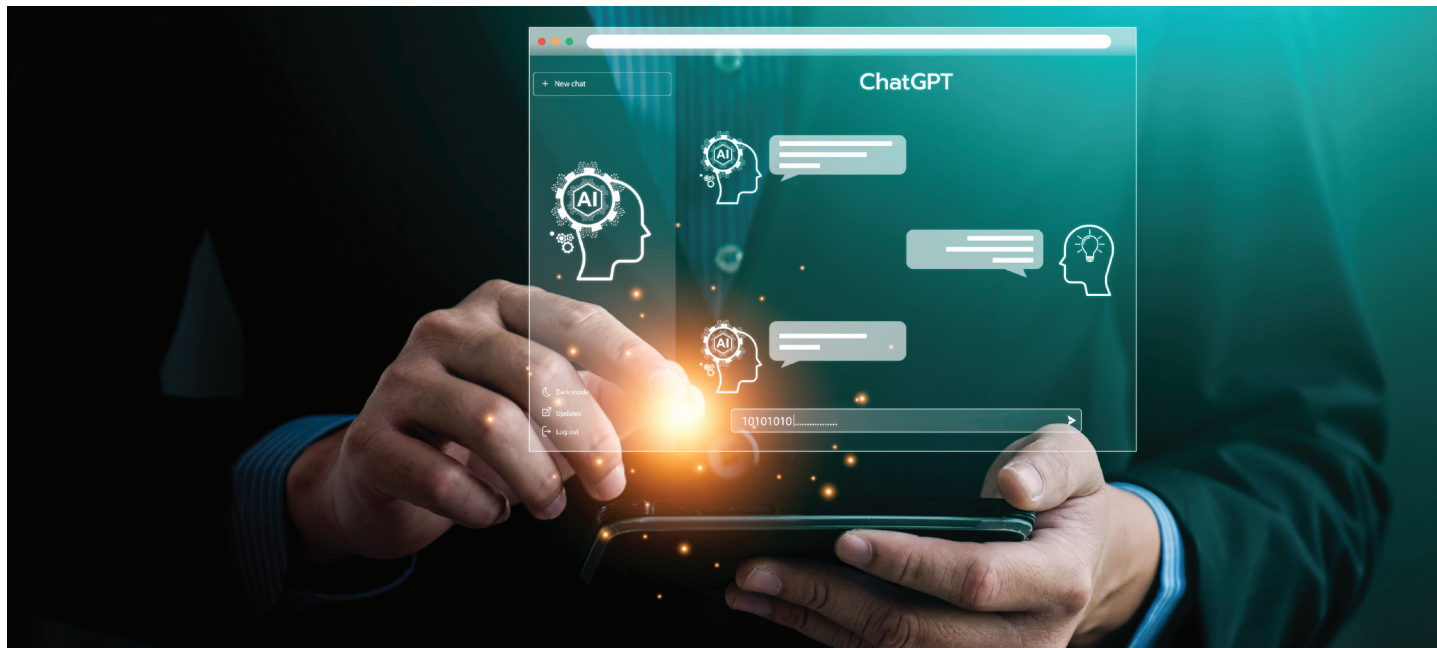 + New chat
ChatGPT
AI
AI
AI
Dark mode
Updates
Log out
10101010|................